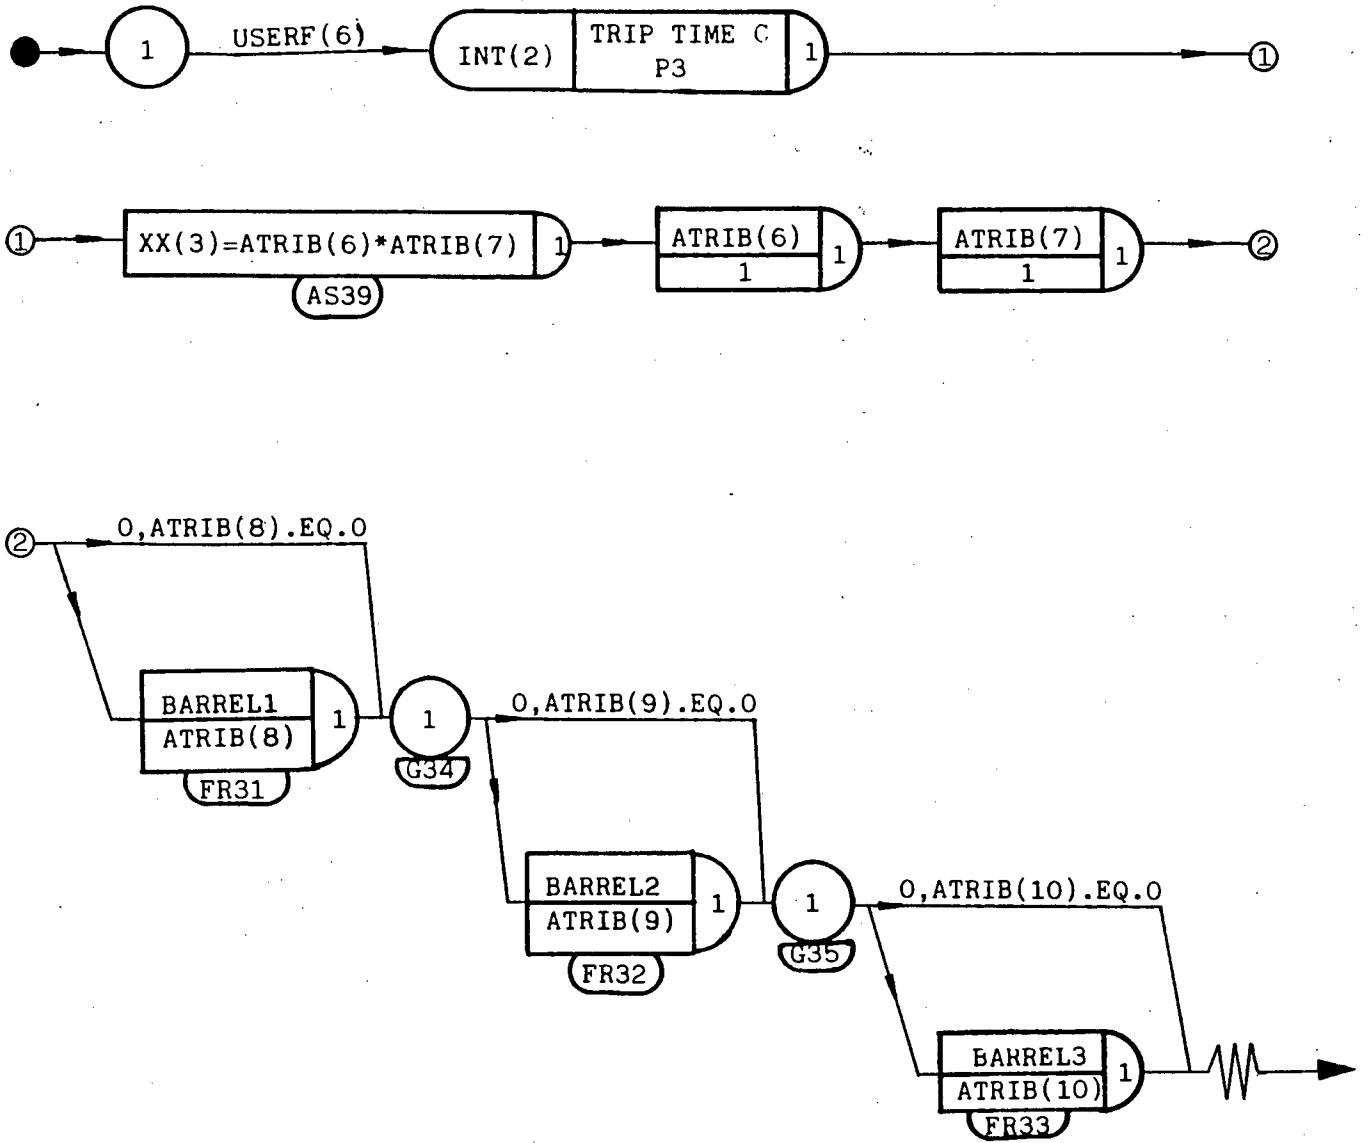 1
USERF(6)
INT(2)
TRIP TIME C
P3
1
①
①
XX(3)=ATRIB(6)*ATRIB(7)
1
AS39
ATRIB(6)
1
1
ATRIB(7)
1
1
②
②
0,ATRIB(8).EQ.0
BARREL1
ATRIB(8)
1
FR31
1
G34
0,ATRIB(9).EQ.0
BARREL2
ATRIB(9)
1
FR32
1
G35
0,ATRIB(10).EQ.0
BARREL3
ATRIB(10)
1
FR33